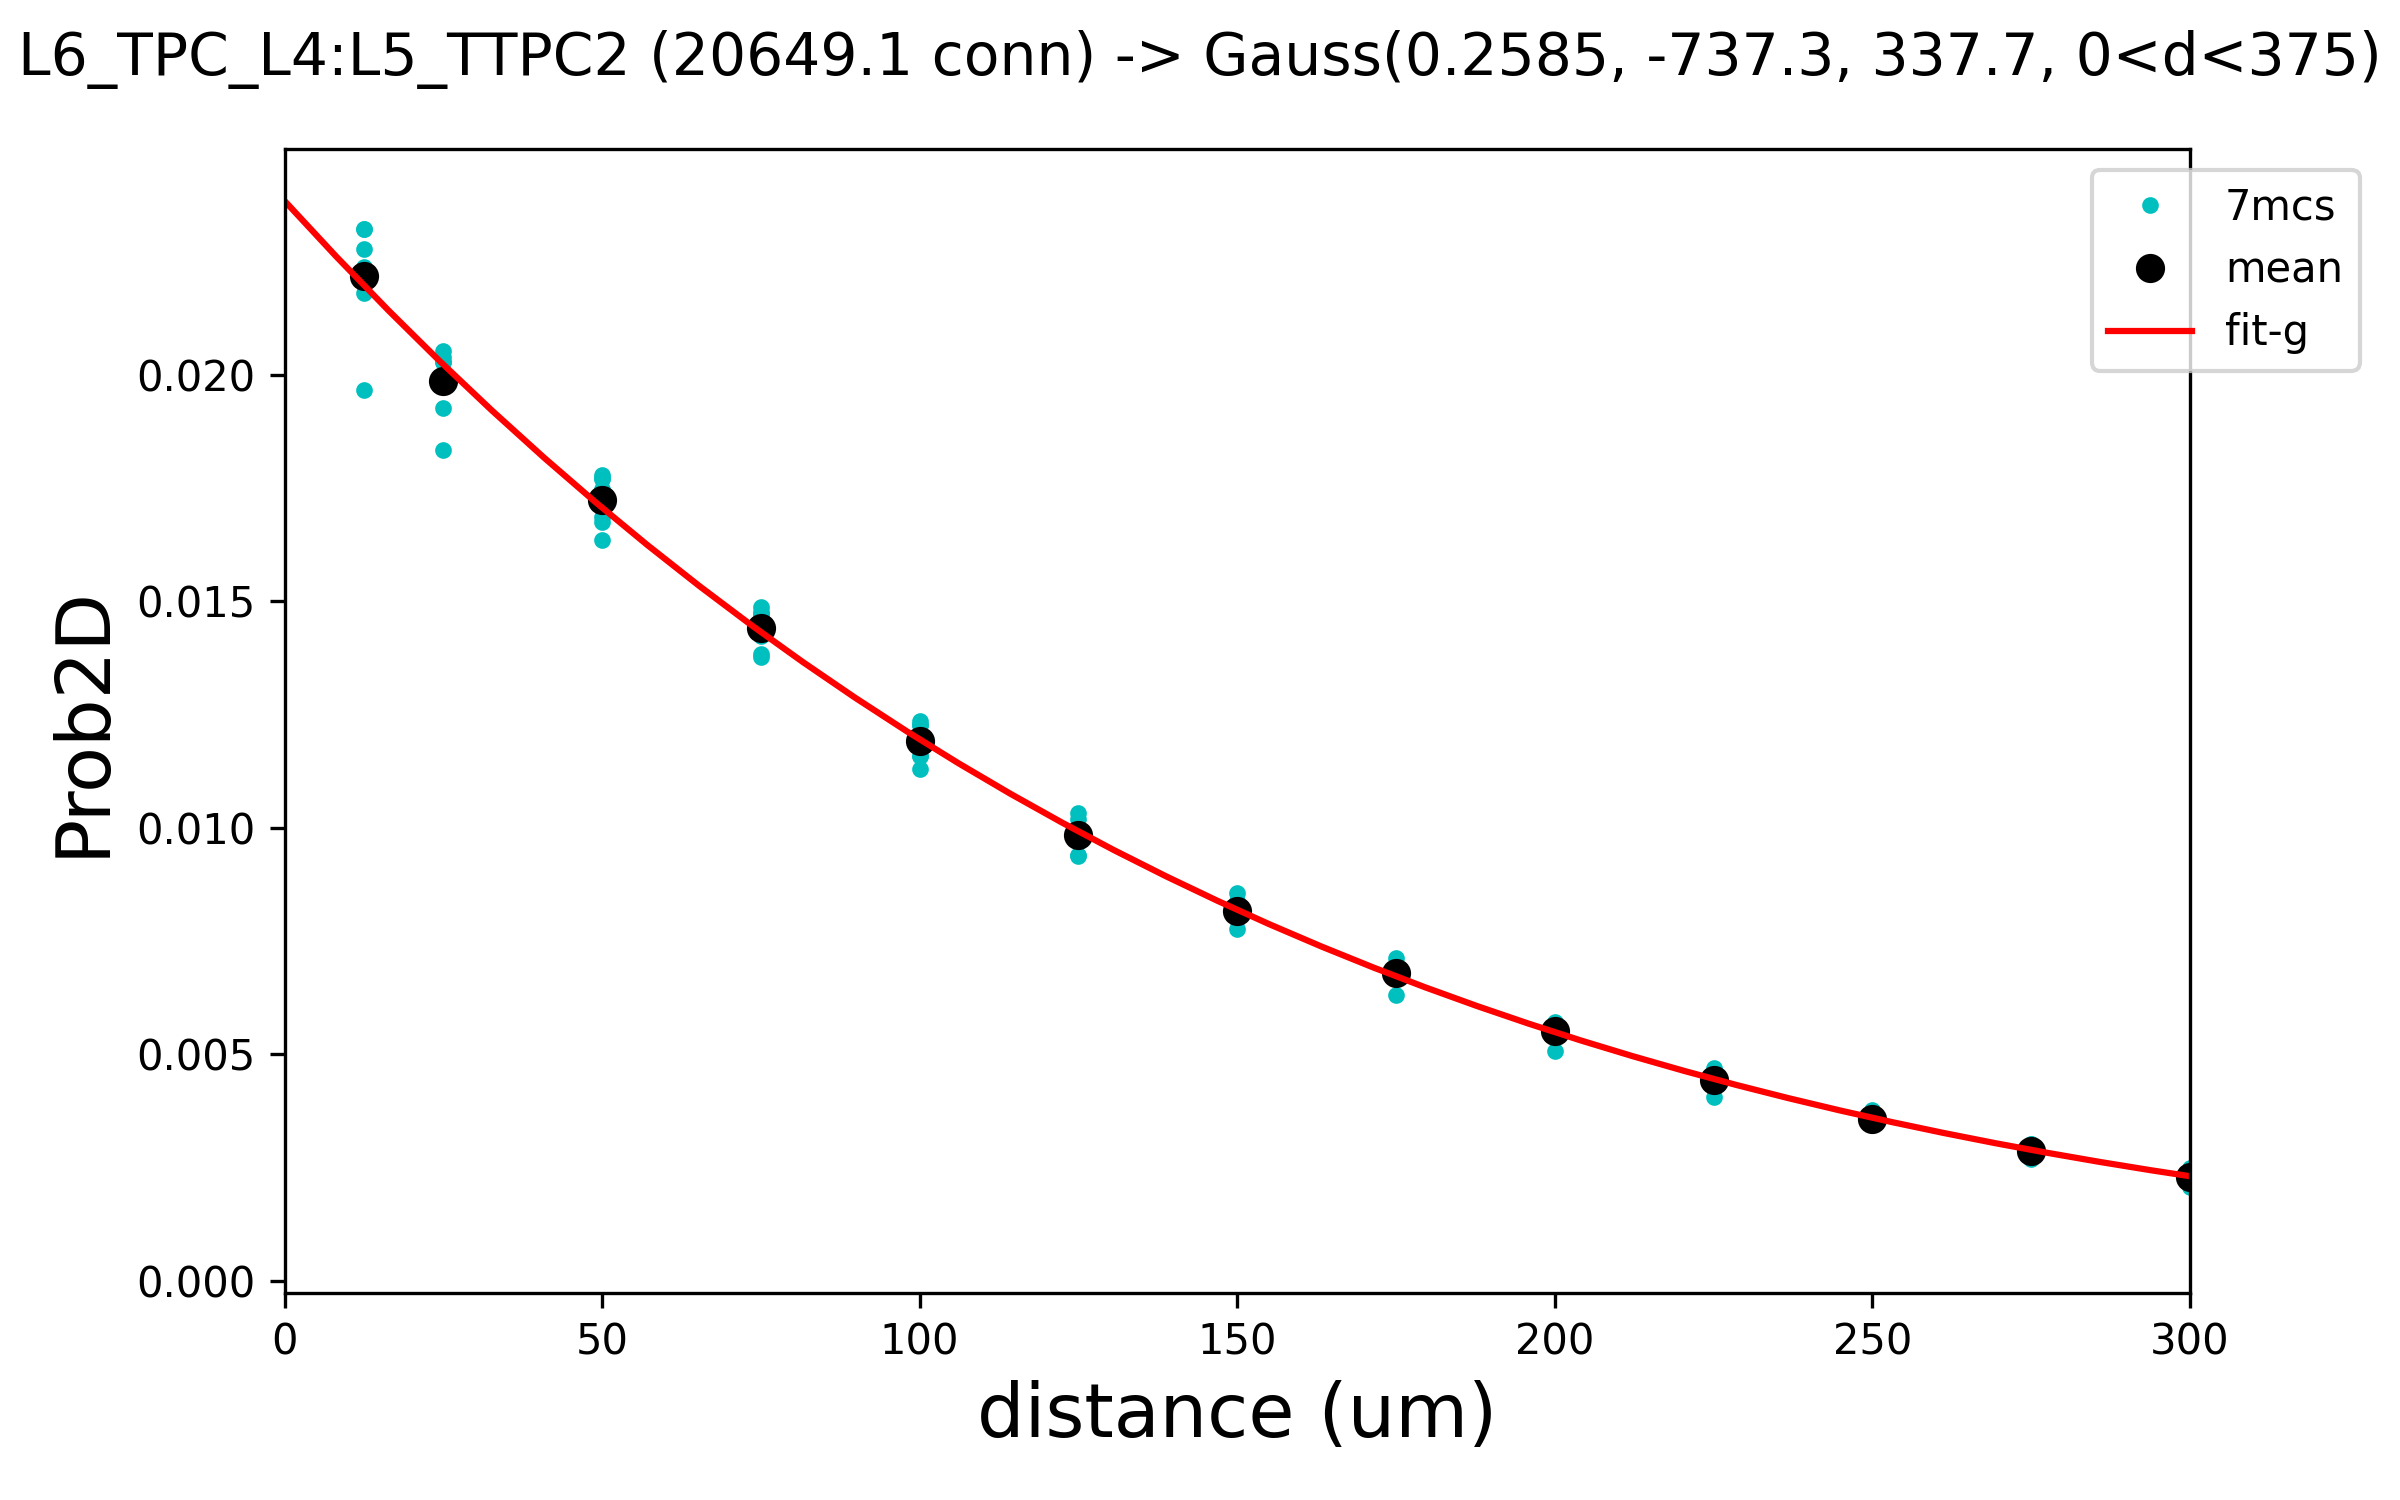 L6_TPC_L4:L5_TTPC2 (20649.1 conn) -> Gauss(0.2585, -737.3, 337.7, 0<d<375)
7mcs
mean
fit-g
0.020
0.015
0.010
0.005
0.000
Prob2D
0 50 100 150 200 250 300
distance (um)